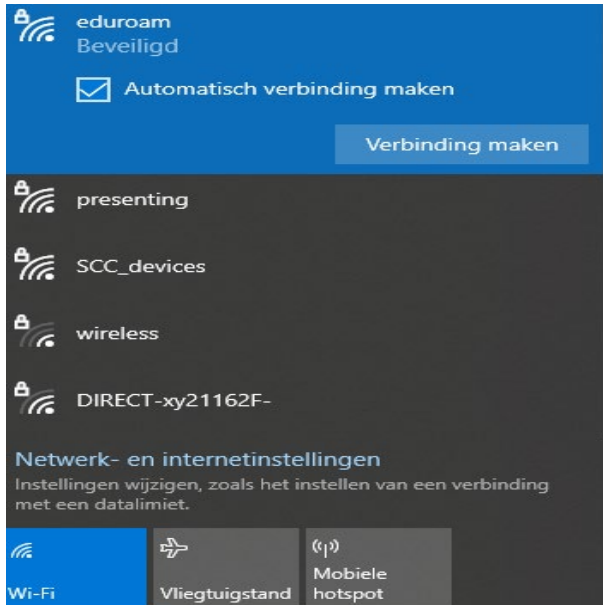 eduroam
Beveiligd
Automatisch verbinding maken
Verbinding maken
presenting
SCC_devices
wireless
DIRECT-xy21162F-
Netwerk- en internetinstellingen
Instellingen wijzigen, zoals het instellen van een verbinding
met een datalimiet.
Wi-Fi
Vliegtuigstand
Mobiele
hotspot